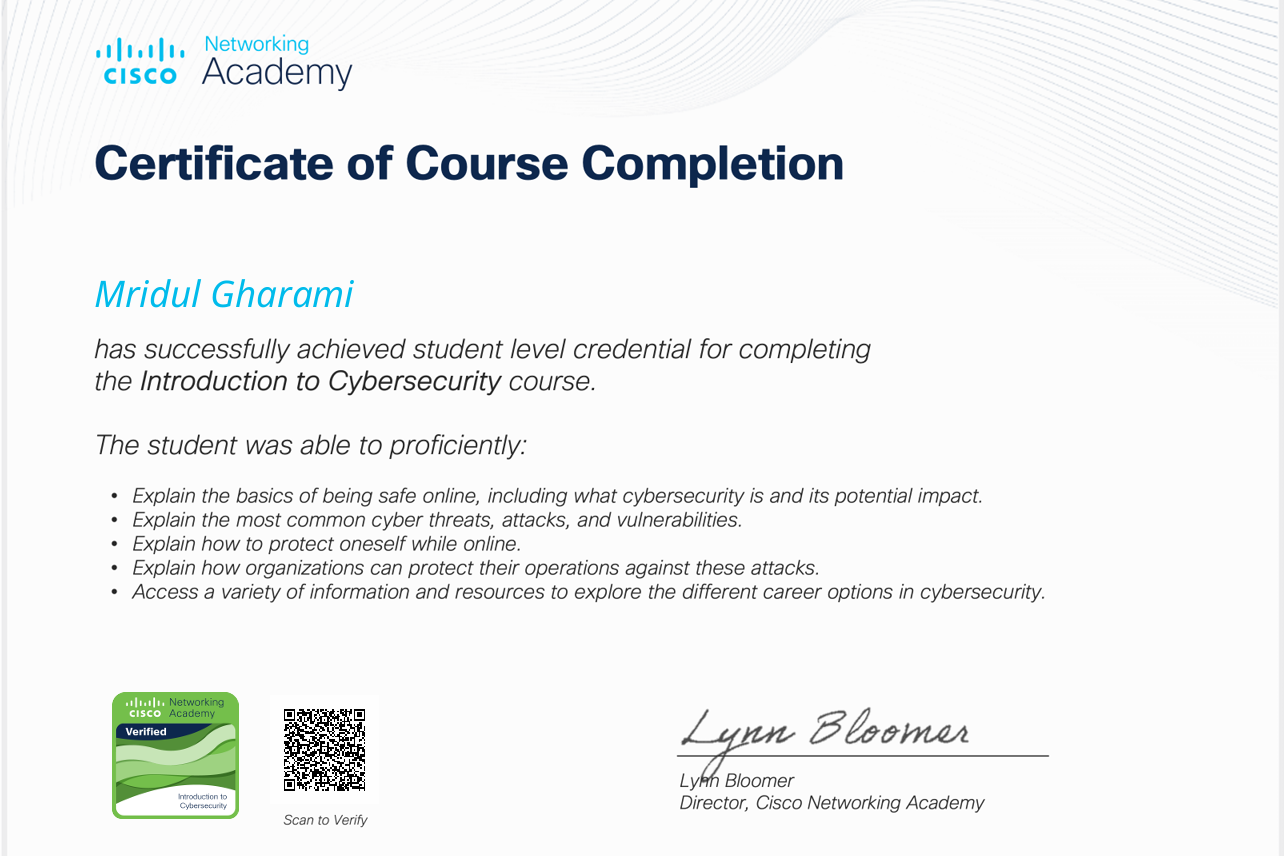 Networking
CISCO Academy
Certificate of Course Completion
Mridul Gharami
has successfully achieved student level credential for completing
the Introduction to Cybersecurity course.
The student was able to proficiently:
• Explain the basics of being safe online, including what cybersecurity is and its potential impact.
• Explain the most common cyber threats, attacks, and vulnerabilities.
• Explain how to protect oneself while online.
• Explain how organizations can protect their operations against these attacks.
• Access a variety of information and resources to explore the different career options in cybersecurity.
Networking
CISCO Academy
Verified
Introduction to
Cybersecurity
Scan to Verify
Lynn Bloomer
Lynn Bloomer
Director, Cisco Networking Academy